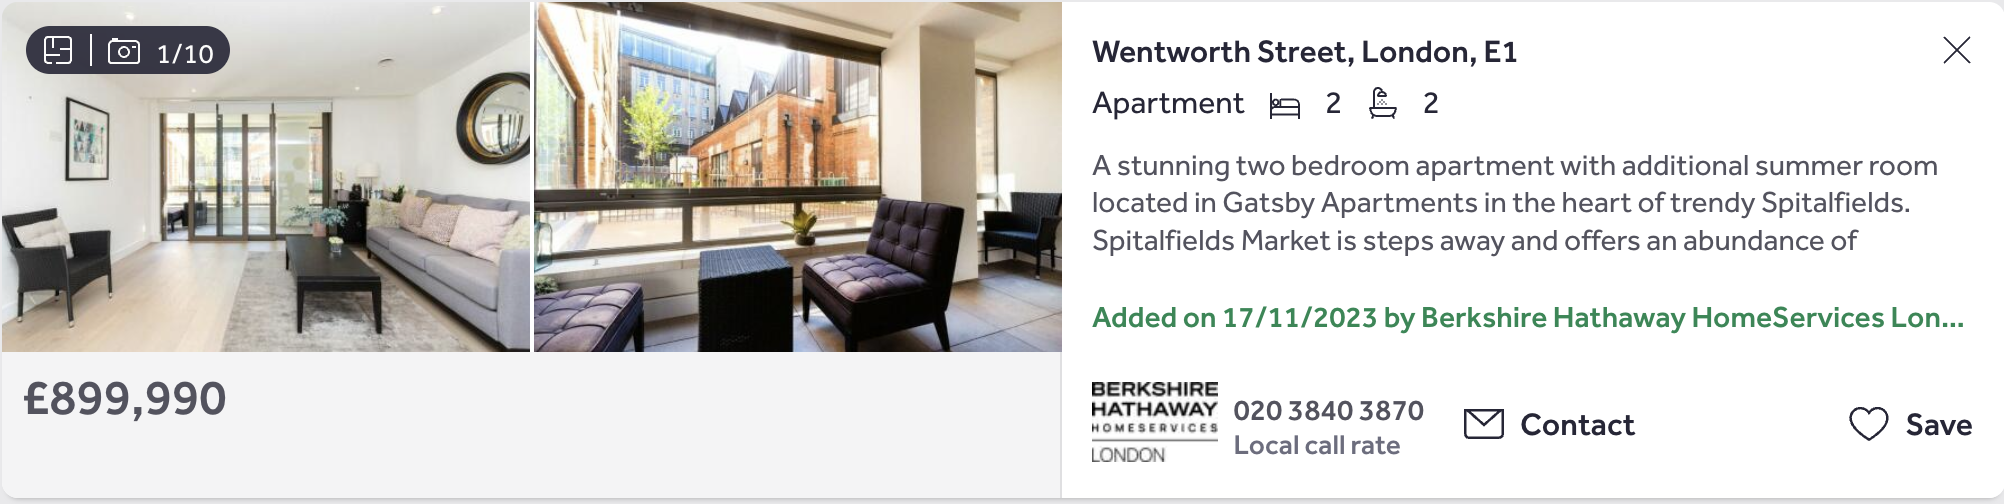 1/10
£899,990
Wentworth Street, London, E1
Apartment 2 2
A stunning two bedroom apartment with additional summer room
located in Gatsby Apartments in the heart of trendy Spitalfields.
Spitalfields Market is steps away and offers an abundance of
Added on 17/11/2023 by Berkshire Hathaway HomeServices Lon...
BERKSHIRE
HATHAWAY
HOMESERVICES
LONDON
020 3840 3870
Local call rate
Contact
Save